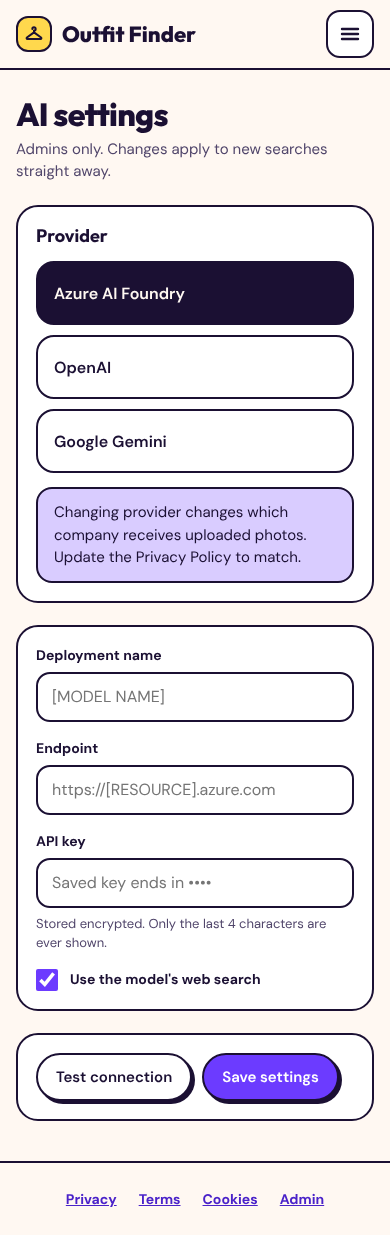 Outfit Finder
AI settings
Admins only. Changes apply to new searches
straight away.
Provider
Azure AI Foundry
OpenAI
Google Gemini
Changing provider changes which
company receives uploaded photos.
Update the Privacy Policy to match.
Deployment name
[MODEL NAME]
Endpoint
https://[RESOURCE].azure.com
API key
Saved key ends in ••••
Stored encrypted. Only the last 4 characters are
ever shown.
Use the model's web search
Test connection
Save settings
Privacy Terms Cookies Admin